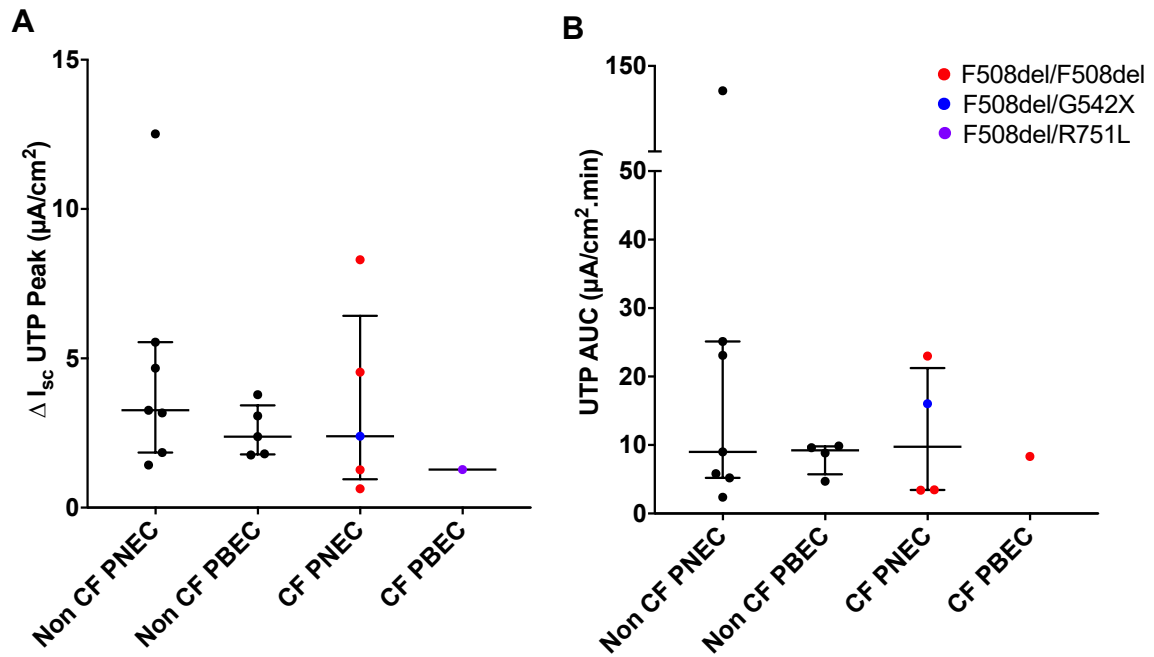 A
Δ Isc UTP Peak (µA/cm2)
15
10
5
0
Non CF PNEC
Non CF PBEC
CF PNEC
CF PBEC
B
UTP AUC (µA/cm2.min)
150
50
40
30
20
10
0
Non CF PNEC
Non CF PBEC
CF PNEC
CF PBEC
F508del/F508del
F508del/G542X
F508del/R751L